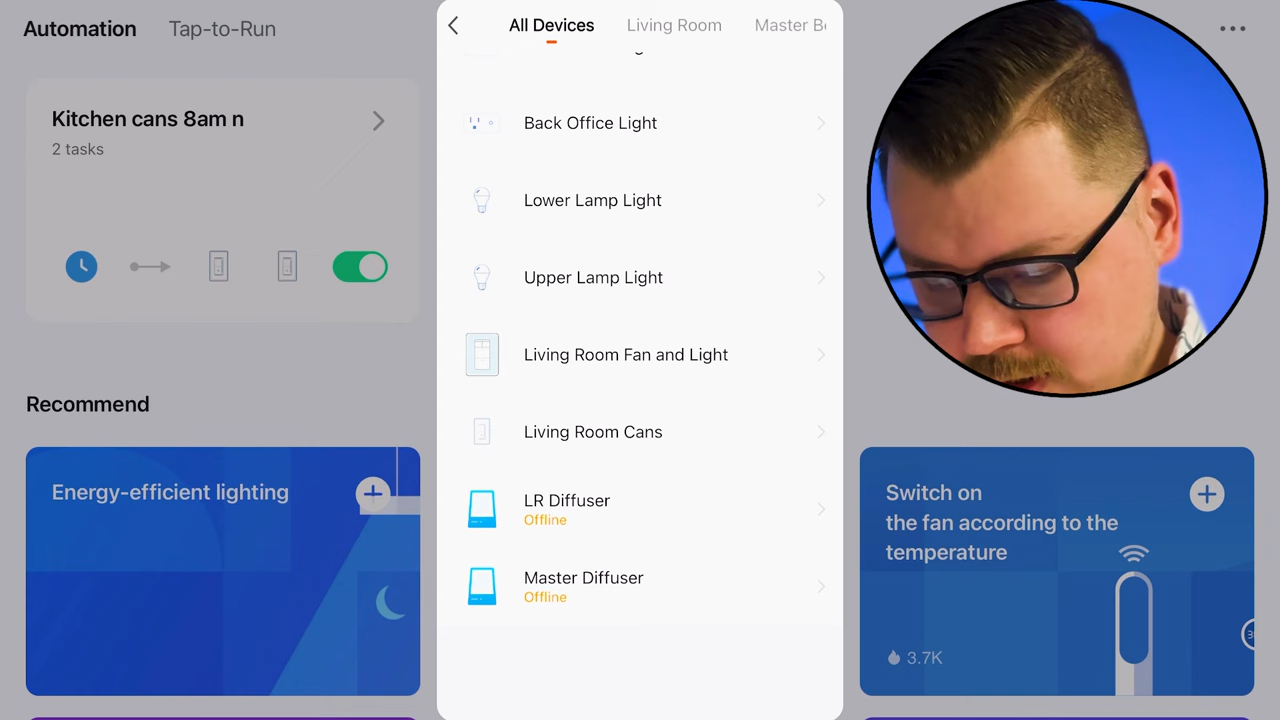 Automation
Tap-to-Run
Kitchen cans 8am n
2 tasks
Recommend
Energy-efficient lighting
All Devices
Living Room
Master
Back Office Light
Lower Lamp Light
Upper Lamp Light
Living Room Fan and Light
Living Room Cans
LR Diffuser
Offline
Master Diffuser
Offline
Switch on
the fan according to the
temperature
3.7K